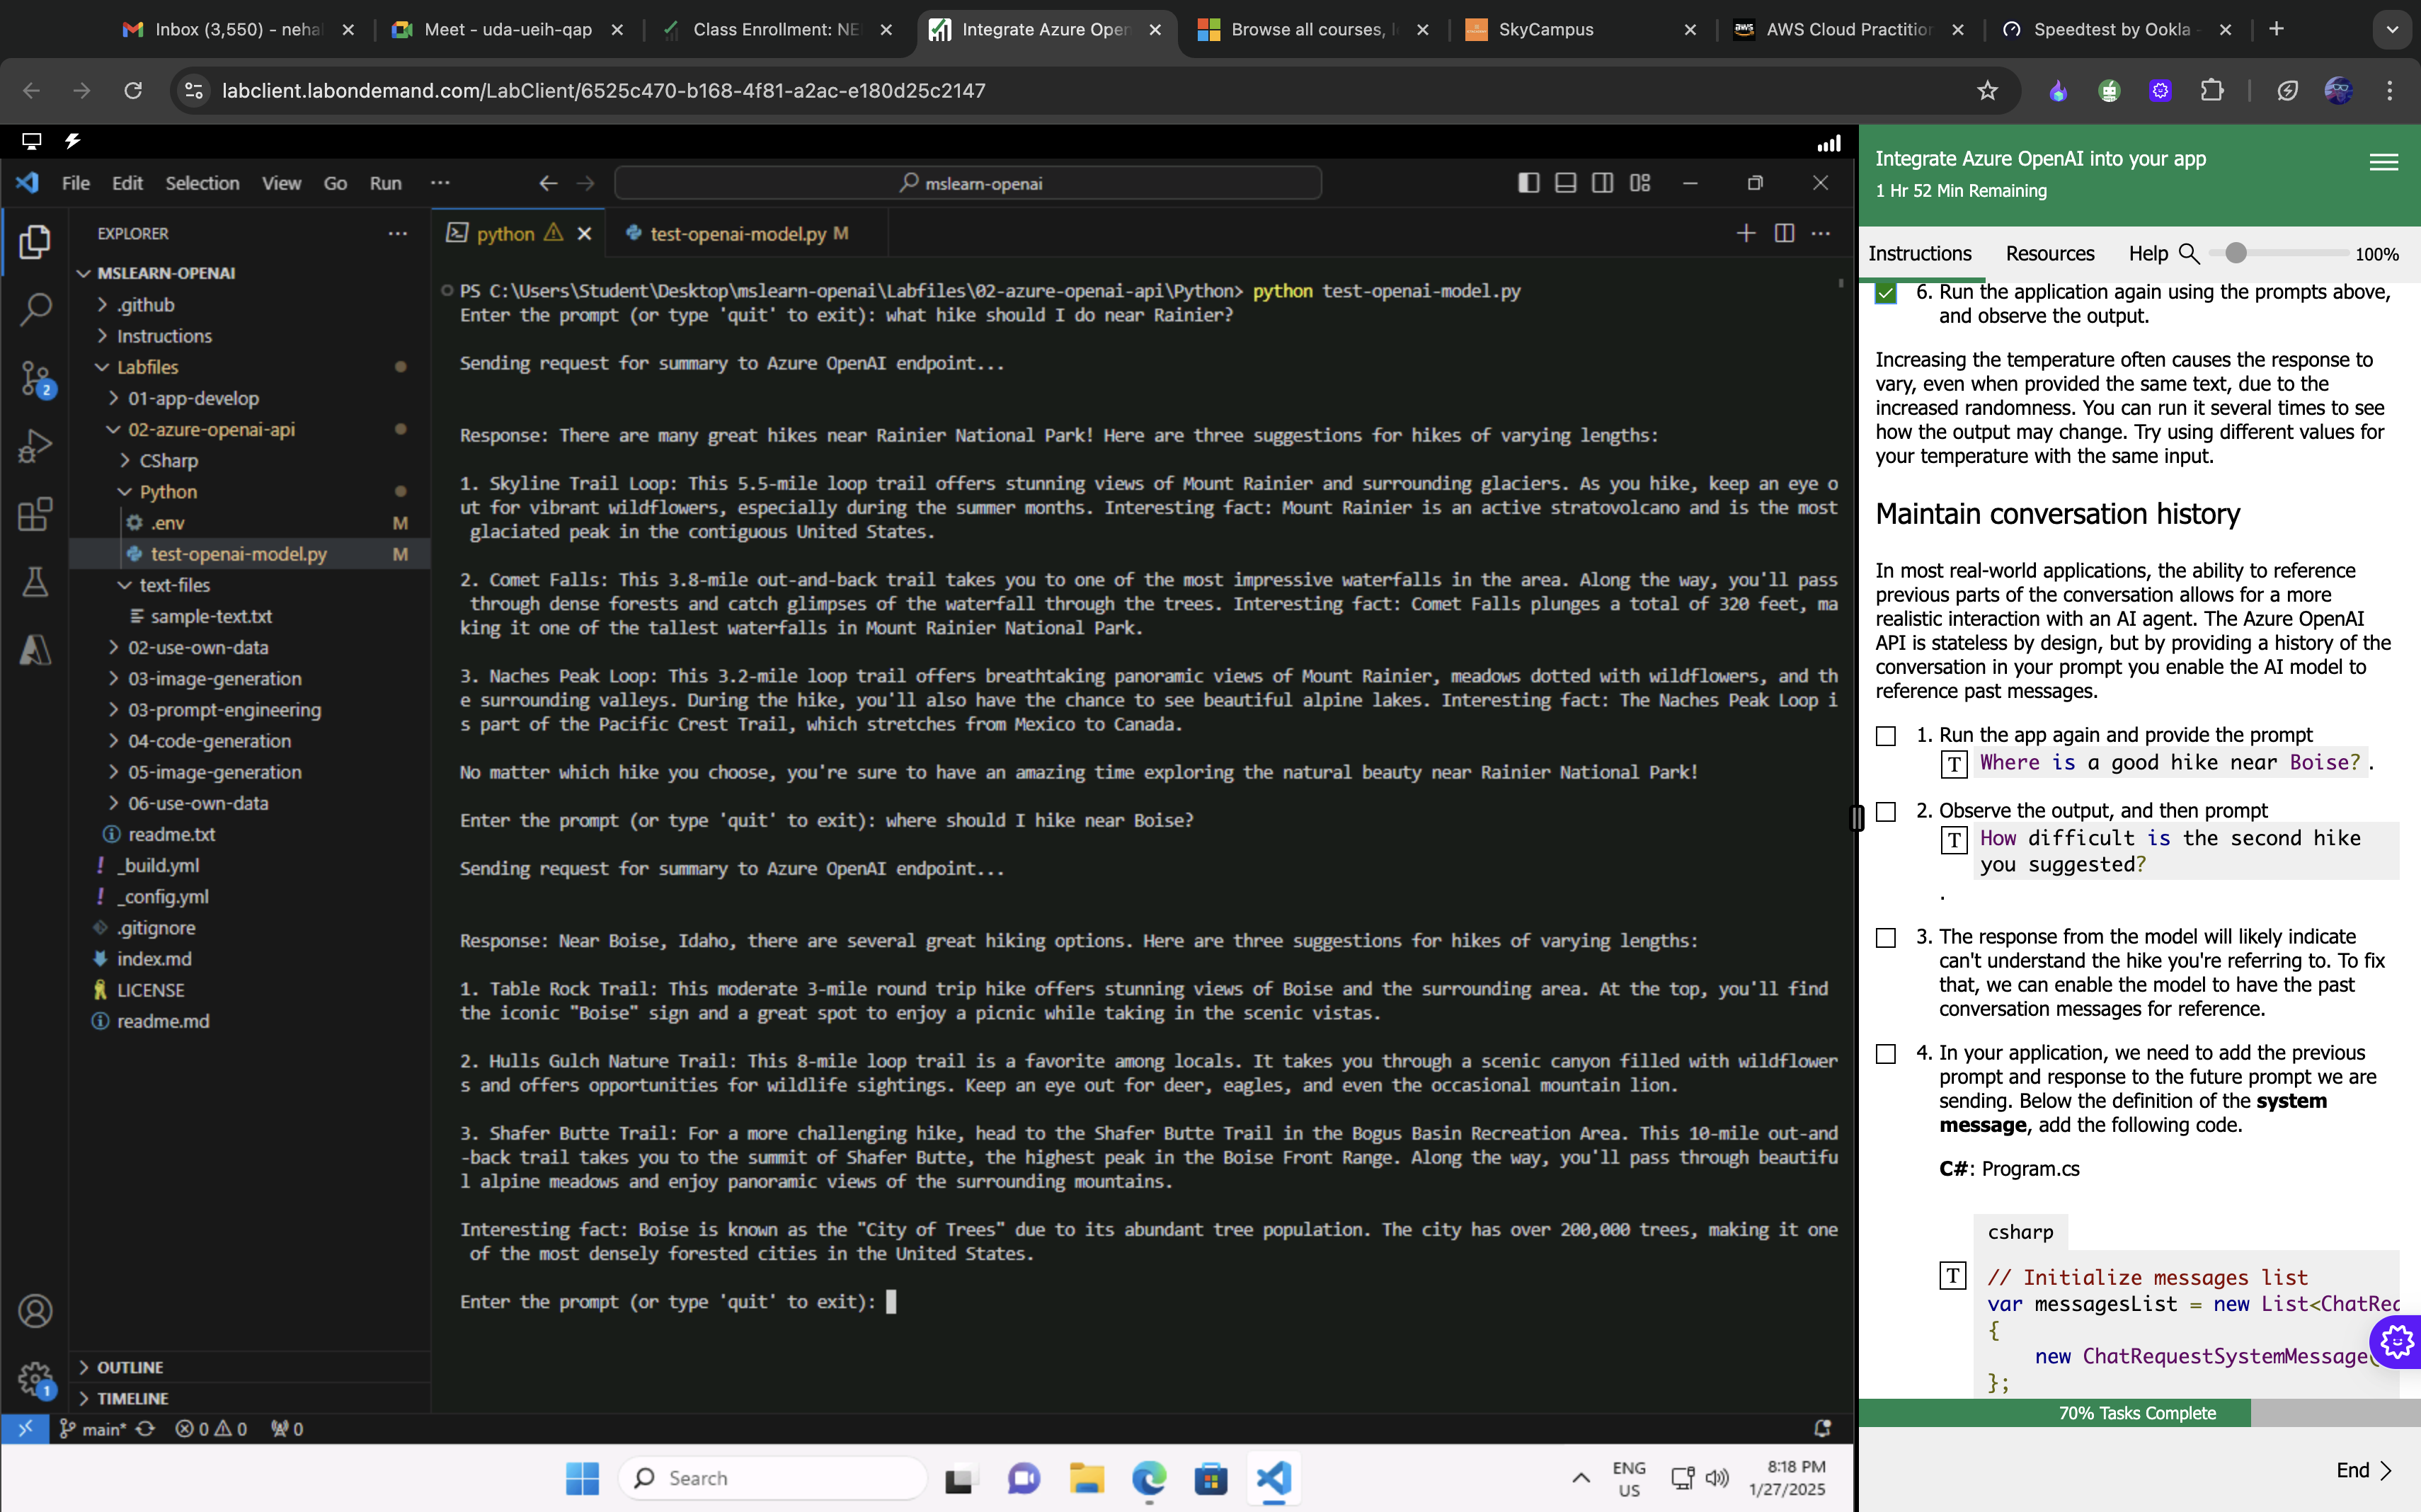 Inbox (3,550) - neha
Meet - uda-ueih-qap
Class Enrollment: NE
Integrate Azure Open
Browse all courses, l
SkyCampus
AWS Cloud Practition
Speedtest by Ookla -
labclient.labondemand.com/LabClient/6525c470-b168-4f81-a2ac-e180d25c2147
File Edit Selection View Go Run ...
mslearn-openai
EXPLORER
MSLEARN-OPENAI
.github
Instructions
Labfiles
01-app-develop
02-azure-openai-api
CSharp
Python
.env M
test-openai-model.py M
text-files
sample-text.txt
02-use-own-data
03-image-generation
03-prompt-engineering
04-code-generation
05-image-generation
06-use-own-data
readme.txt
_build.yml
_config.yml
.gitignore
index.md
LICENSE
readme.md
OUTLINE
TIMELINE
2
1
python
test-openai-model.py M
PS C:\Users\Student\Desktop\mslearn-openai\Labfiles\02-azure-openai-api\Python> python test-openai-model.py
Enter the prompt (or type 'quit' to exit): what hike should I do near Rainier?
Sending request for summary to Azure OpenAI endpoint...
Response: There are many great hikes near Rainier National Park! Here are three suggestions for hikes of varying lengths:
1. Skyline Trail Loop: This 5.5-mile loop trail offers stunning views of Mount Rainier and surrounding glaciers. As you hike, keep an eye o
ut for vibrant wildflowers, especially during the summer months. Interesting fact: Mount Rainier is an active stratovolcano and is the most
glaciated peak in the contiguous United States.
2. Comet Falls: This 3.8-mile out-and-back trail takes you to one of the most impressive waterfalls in the area. Along the way, you'll pass
through dense forests and catch glimpses of the waterfall through the trees. Interesting fact: Comet Falls plunges a total of 320 feet, ma
king it one of the tallest waterfalls in Mount Rainier National Park.
3. Naches Peak Loop: This 3.2-mile loop trail offers breathtaking panoramic views of Mount Rainier, meadows dotted with wildflowers, and th
e surrounding valleys. During the hike, you'll also have the chance to see beautiful alpine lakes. Interesting fact: The Naches Peak Loop i
s part of the Pacific Crest Trail, which stretches from Mexico to Canada.
No matter which hike you choose, you're sure to have an amazing time exploring the natural beauty near Rainier National Park!
Enter the prompt (or type 'quit' to exit): where should I hike near Boise?
Sending request for summary to Azure OpenAI endpoint...
Response: Near Boise, Idaho, there are several great hiking options. Here are three suggestions for hikes of varying lengths:
1. Table Rock Trail: This moderate 3-mile round trip hike offers stunning views of Boise and the surrounding area. At the top, you'll find
the iconic "Boise" sign and a great spot to enjoy a picnic while taking in the scenic vistas.
2. Hulls Gulch Nature Trail: This 8-mile loop trail is a favorite among locals. It takes you through a scenic canyon filled with wildflower
s and offers opportunities for wildlife sightings. Keep an eye out for deer, eagles, and even the occasional mountain lion.
3. Shafer Butte Trail: For a more challenging hike, head to the Shafer Butte Trail in the Bogus Basin Recreation Area. This 10-mile out-and
-back trail takes you to the summit of Shafer Butte, the highest peak in the Boise Front Range. Along the way, you'll pass through beautifu
l alpine meadows and enjoy panoramic views of the surrounding mountains.
Interesting fact: Boise is known as the "City of Trees" due to its abundant tree population. The city has over 200,000 trees, making it one
of the most densely forested cities in the United States.
Enter the prompt (or type 'quit' to exit):
main* 0 0 0
Search
ENG
US
8:18 PM
1/27/2025
Integrate Azure OpenAI into your app
1 Hr 52 Min Remaining
Instructions Resources Help 100%
6. Run the application again using the prompts above,
and observe the output.
Increasing the temperature often causes the response to
vary, even when provided the same text, due to the
increased randomness. You can run it several times to see
how the output may change. Try using different values for
your temperature with the same input.
Maintain conversation history
In most real-world applications, the ability to reference
previous parts of the conversation allows for a more
realistic interaction with an AI agent. The Azure OpenAI
API is stateless by design, but by providing a history of the
conversation in your prompt you enable the AI model to
reference past messages.
1. Run the app again and provide the prompt
T Where is a good hike near Boise? .
2. Observe the output, and then prompt
T How difficult is the second hike
you suggested?
.
3. The response from the model will likely indicate
can't understand the hike you're referring to. To fix
that, we can enable the model to have the past
conversation messages for reference.
4. In your application, we need to add the previous
prompt and response to the future prompt we are
sending. Below the definition of the system
message, add the following code.
C#: Program.cs
csharp
T // Initialize messages list
var messagesList = new List<ChatRec
{
new ChatRequestSystemMessage(
};
70% Tasks Complete
End